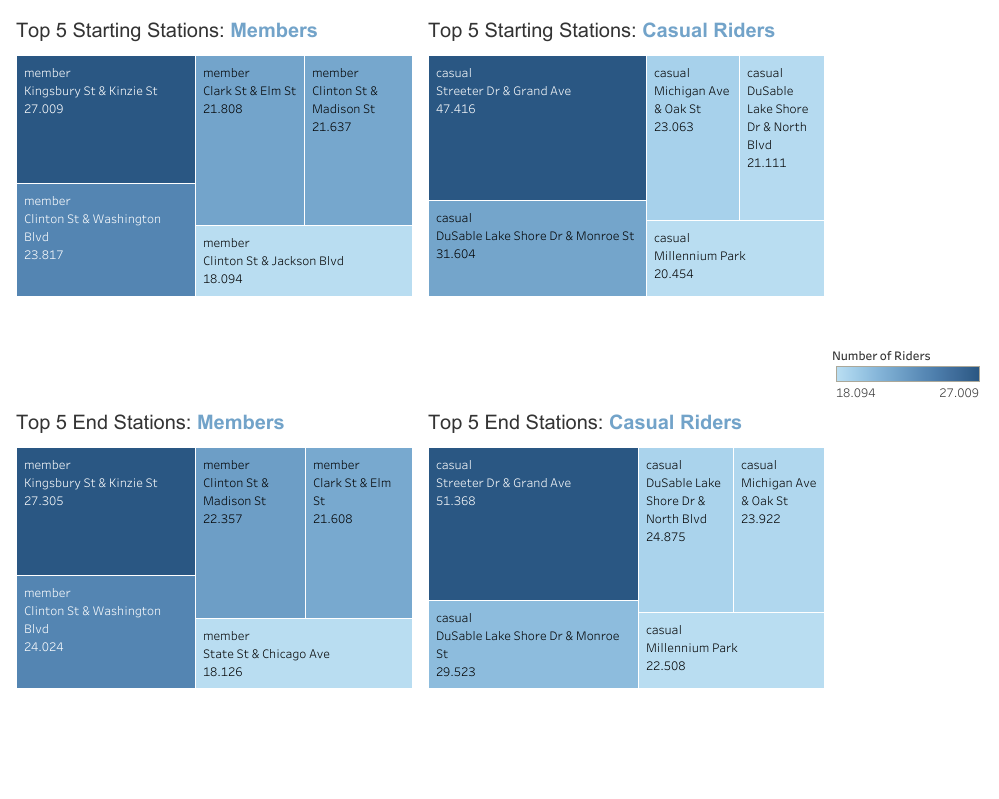 Top 5 Starting Stations: Members
member
Kingsbury St & Kinzie St
27.009
member
Clark St & Elm St
21.808
member
Clinton St &
Madison St
21.637
member
Clinton St & Washington
Blvd
23.817
member
Clinton St & Jackson Blvd
18.094
Top 5 Starting Stations: Casual Riders
casual
Streeter Dr & Grand Ave
47.416
casual
Michigan Ave
& Oak St
23.063
casual
DuSable
Lake Shore
Dr & North
Blvd
21.111
casual
DuSable Lake Shore Dr & Monroe St
31.604
casual
Millennium Park
20.454
Number of Riders
18.094 27.009
Top 5 End Stations: Members
member
Kingsbury St & Kinzie St
27.305
member
Clinton St &
Madison St
22.357
member
Clark St & Elm
St
21.608
member
Clinton St & Washington
Blvd
24.024
member
State St & Chicago Ave
18.126
Top 5 End Stations: Casual Riders
casual
Streeter Dr & Grand Ave
51.368
casual
DuSable Lake
Shore Dr &
North Blvd
24.875
casual
Michigan Ave
& Oak St
23.922
casual
DuSable Lake Shore Dr & Monroe
St
29.523
casual
Millennium Park
22.508